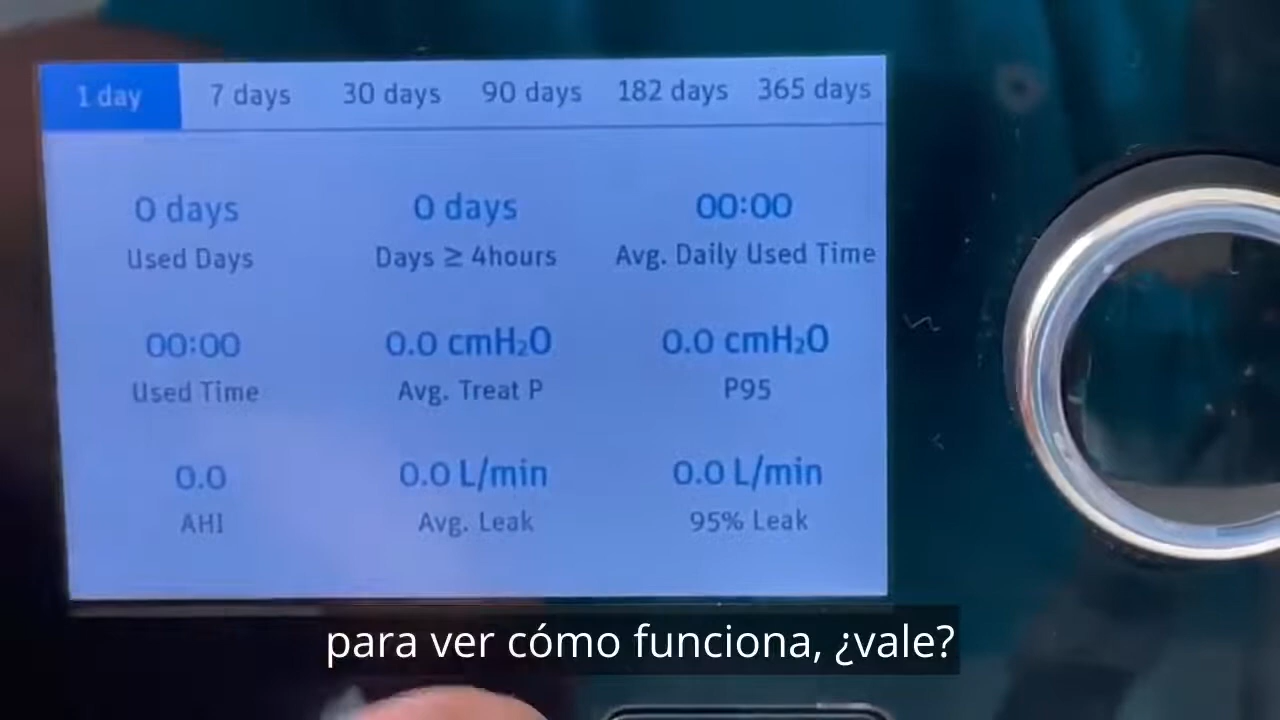 1 day 7 days 30 days 90 days 182 days 365 days
0 days 0 days 00:00
Used Days Days ≥ 4hours Avg. Daily Used Time
00:00 0.0 cmH₂O 0.0 cmH₂O
Used Time Avg. Treat P P95
0.0 0.0 L/min 0.0 L/min
AHI Avg. Leak 95% Leak
para ver cómo funciona, ¿vale?